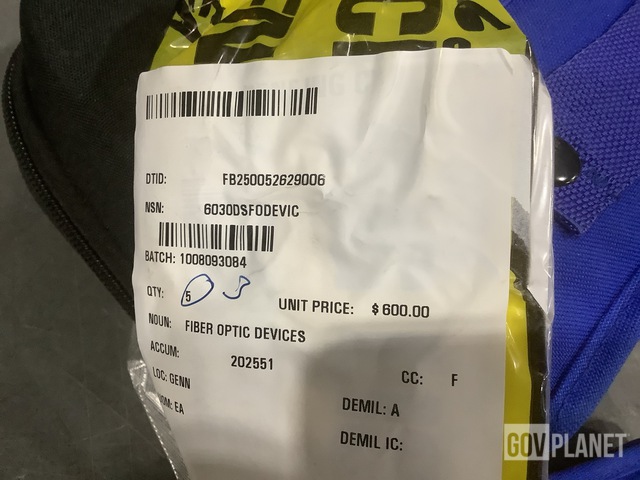 DTID: FB250052629006
NSN: 6030DSFODEVIC
BATCH: 1008093084
QTY: 5 3 UNIT PRICE: $ 600.00
NOUN: FIBER OPTIC DEVICES
ACCUM: 202551
LOC: GENN CC: F
EA DEMIL: A
DEMIL IC:
GOVPLANET